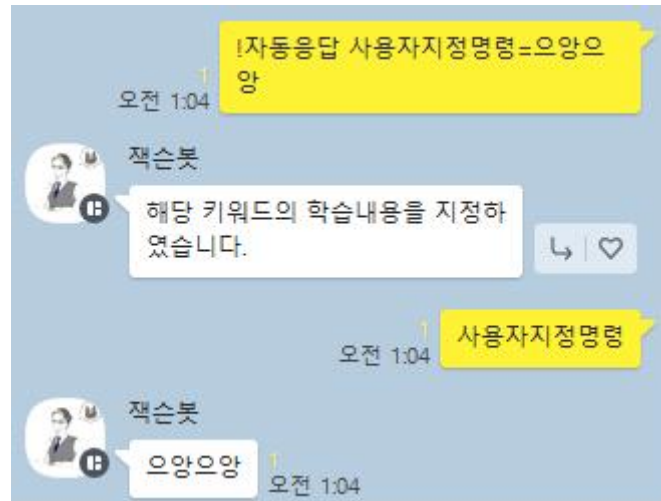 !자동응답 사용자지정명령=으앙으
앙
1
오전 1:04
잭슨봇
해당 키워드의 학습내용을 지정하
였습니다.
사용자지정명령
1
오전 1:04
잭슨봇
으앙으앙
1
오전 1:04